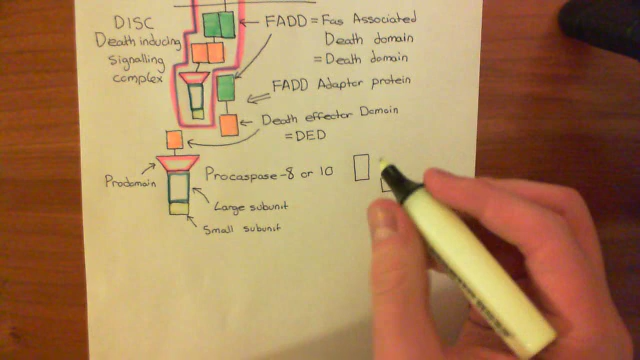 DISC
Death inducing
Signalling
complex
FADD = Fas Associated
Death domain
= Death domain
FADD Adaptor protein
Death effector Domain
= DED
Prodomain
Procaspase-8 or 10
Large subunit
Small subunit